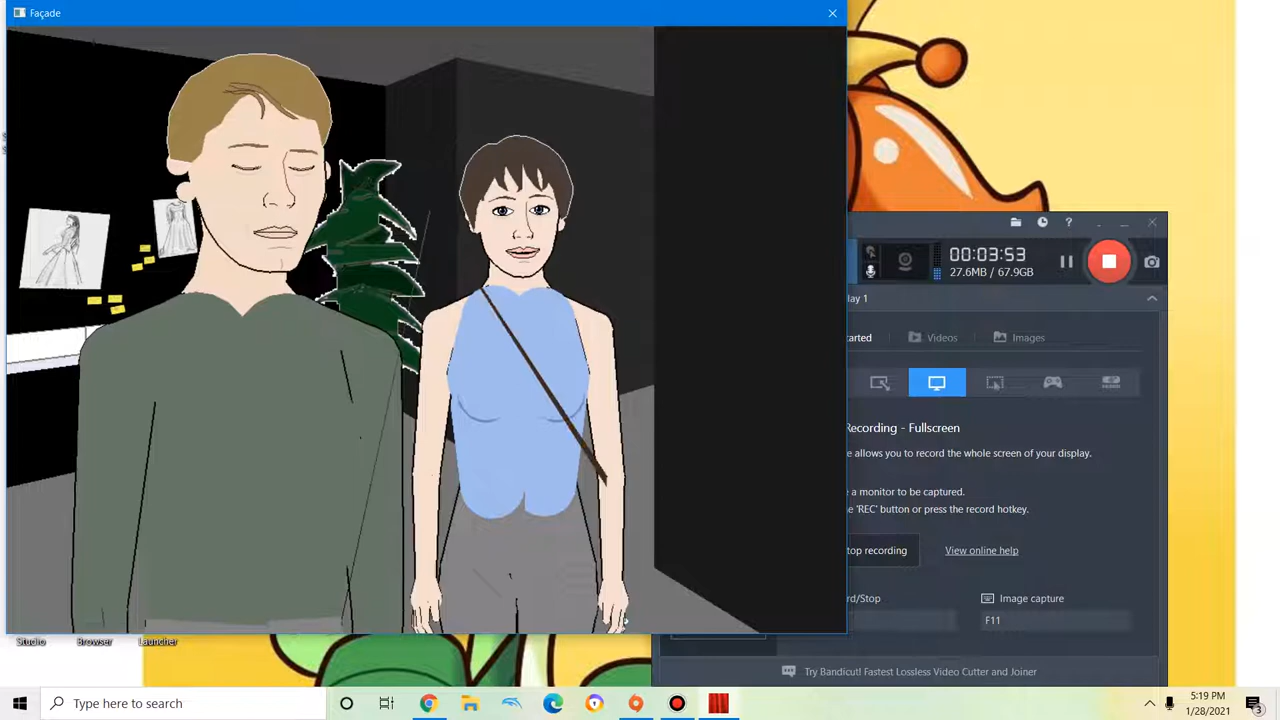 Façade
00:03:53
27.6MB / 67.9GB
lay 1
arted
Videos
Images
Recording - Fullscreen
e allows you to record the whole screen of your display.
e a monitor to be captured.
e 'REC' button or press the record hotkey.
top recording
View online help
rd/Stop
Image capture
F11
Try Bandicut! Fastest Lossless Video Cutter and Joiner
Studio
Browser
Launcher
Type here to search
5:19 PM
1/28/2021
3